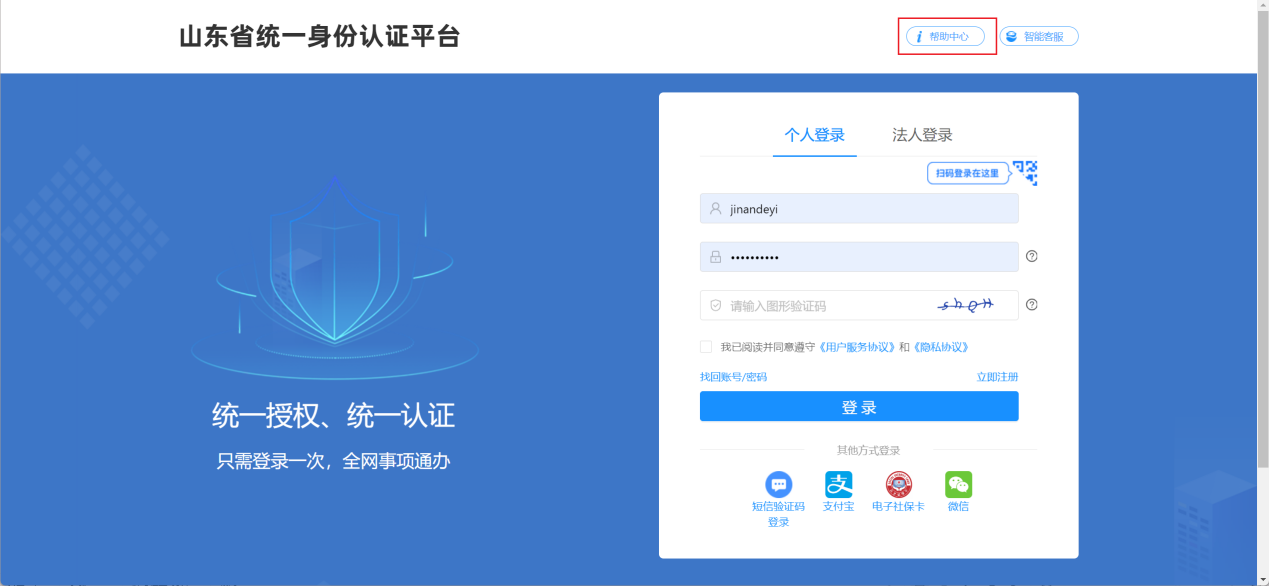 山东省统一身份认证平台
帮助中心
智能客服
个人登录
法人登录
扫码登录在这里
jinandeyi
••••••••••
请输入图形验证码
我已阅读并同意遵守《用户服务协议》和《隐私协议》
找回账号/密码
立即注册
登 录
统一授权、统一认证
只需登录一次，全网事项通办
其他方式登录
短信验证码
登录
支付宝
电子社保卡
微信